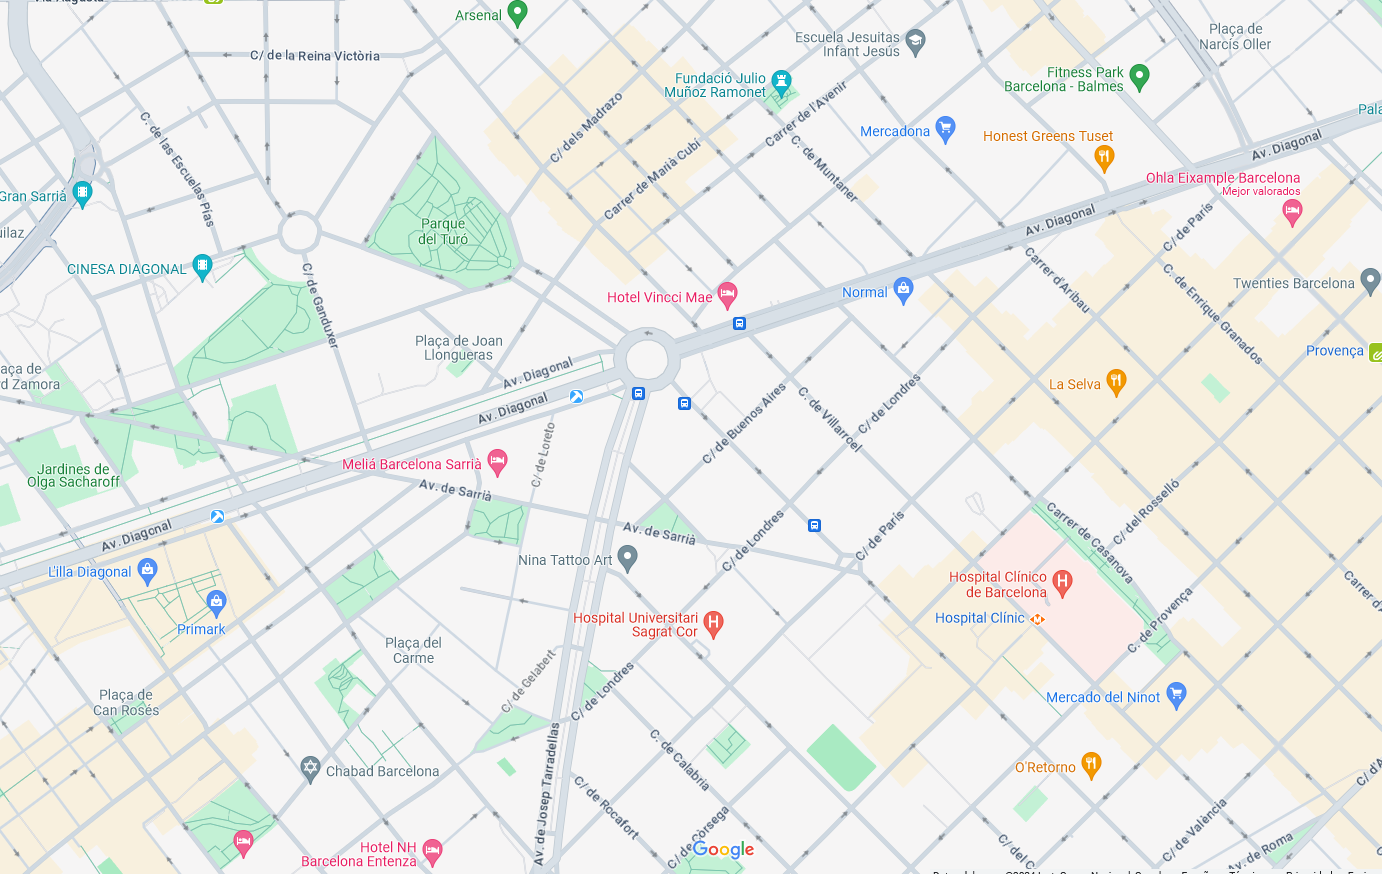 Via Augusta
Arsenal
C/ de la Reina Victòria
Escuela Jesuitas
Infant Jesús
Plaça de
Narcís Oller
Fundació Julio
Muñoz Ramonet
Fitness Park
Barcelona - Balmes
C. de las Escuelas Pías
C/ dels Madrazo
Carrer de l'Avenir
Mercadona
Honest Greens Tuset
Av. Diagonal
Carrer de Marià Cubí
C. de Muntaner
Gran Sarrià
Ohla Eixample Barcelona
Mejor valorados
Av. Diagonal
C/ de París
Parque
del Turó
CINESA DIAGONAL
C/ de Ganduxer
Carrer d'Aribau
C. de Enrique Granados
Twenties Barcelona
Hotel Vincci Mae
Normal
Plaça de Joan
Llongueras
Provença
Av. Diagonal
Av. Diagonal
La Selva
C/ de Buenos Aires
C. de Villarroel
C/ de Londres
C/ de Loreto
Jardines de
Olga Sacharoff
Meliá Barcelona Sarrià
Av. de Sarrià
Av. de Sarrià
C/ de Londres
C/ de París
C/ del Rosselló
Carrer de Casanova
Av. Diagonal
L'illa Diagonal
Nina Tattoo Art
Hospital Clínico
de Barcelona
Hospital Clínic
Primark
Hospital Universitari
Sagrat Cor
C. de Provença
Plaça del
Carme
C/ de Gelabert
C/ de Londres
Plaça de
Can Rosés
Mercado del Ninot
C. de Calabria
Chabad Barcelona
O'Retorno
Av. de Josep Tarradellas
C/ de Rocafort
C/ de Còrsega
C/ de València
Av. de Roma
Hotel NH
Barcelona Entenza
Google